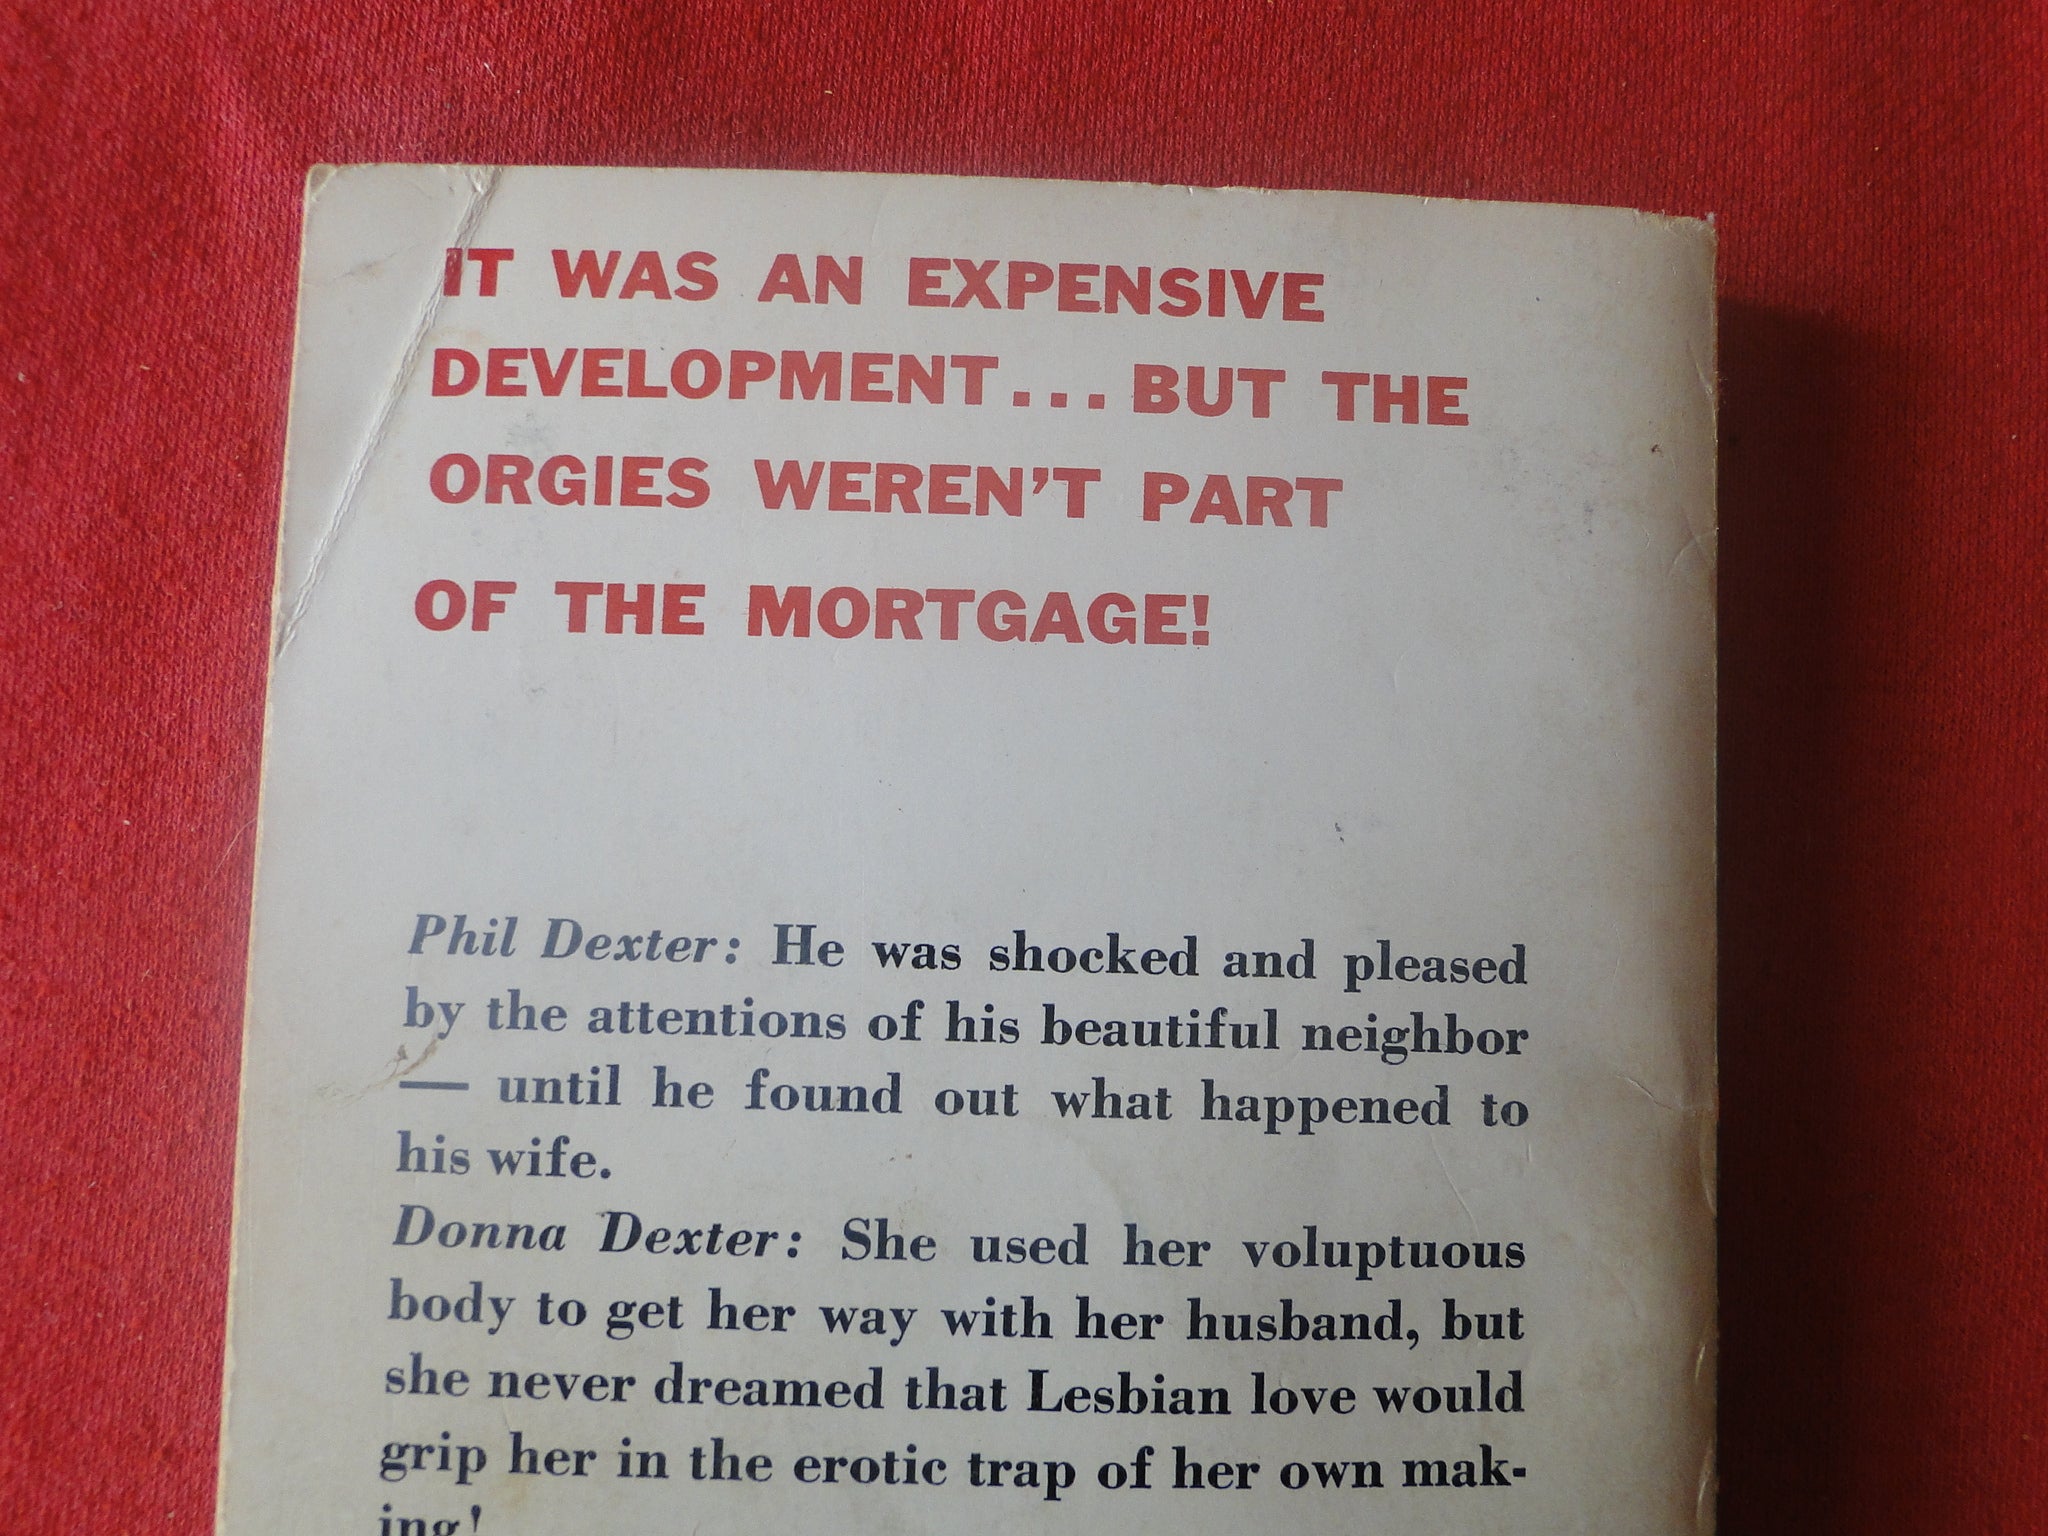 IT WAS AN EXPENSIVE
DEVELOPMENT...BUT THE
ORGIES WEREN'T PART
OF THE MORTGAGE!
Phil Dexter: He was shocked and pleased
by the attentions of his beautiful neighbor
— until he found out what happened to
his wife.
Donna Dexter: She used her voluptuous
body to get her way with her husband, but
she never dreamed that Lesbian love would
grip her in the erotic trap of her own mak-
ing!